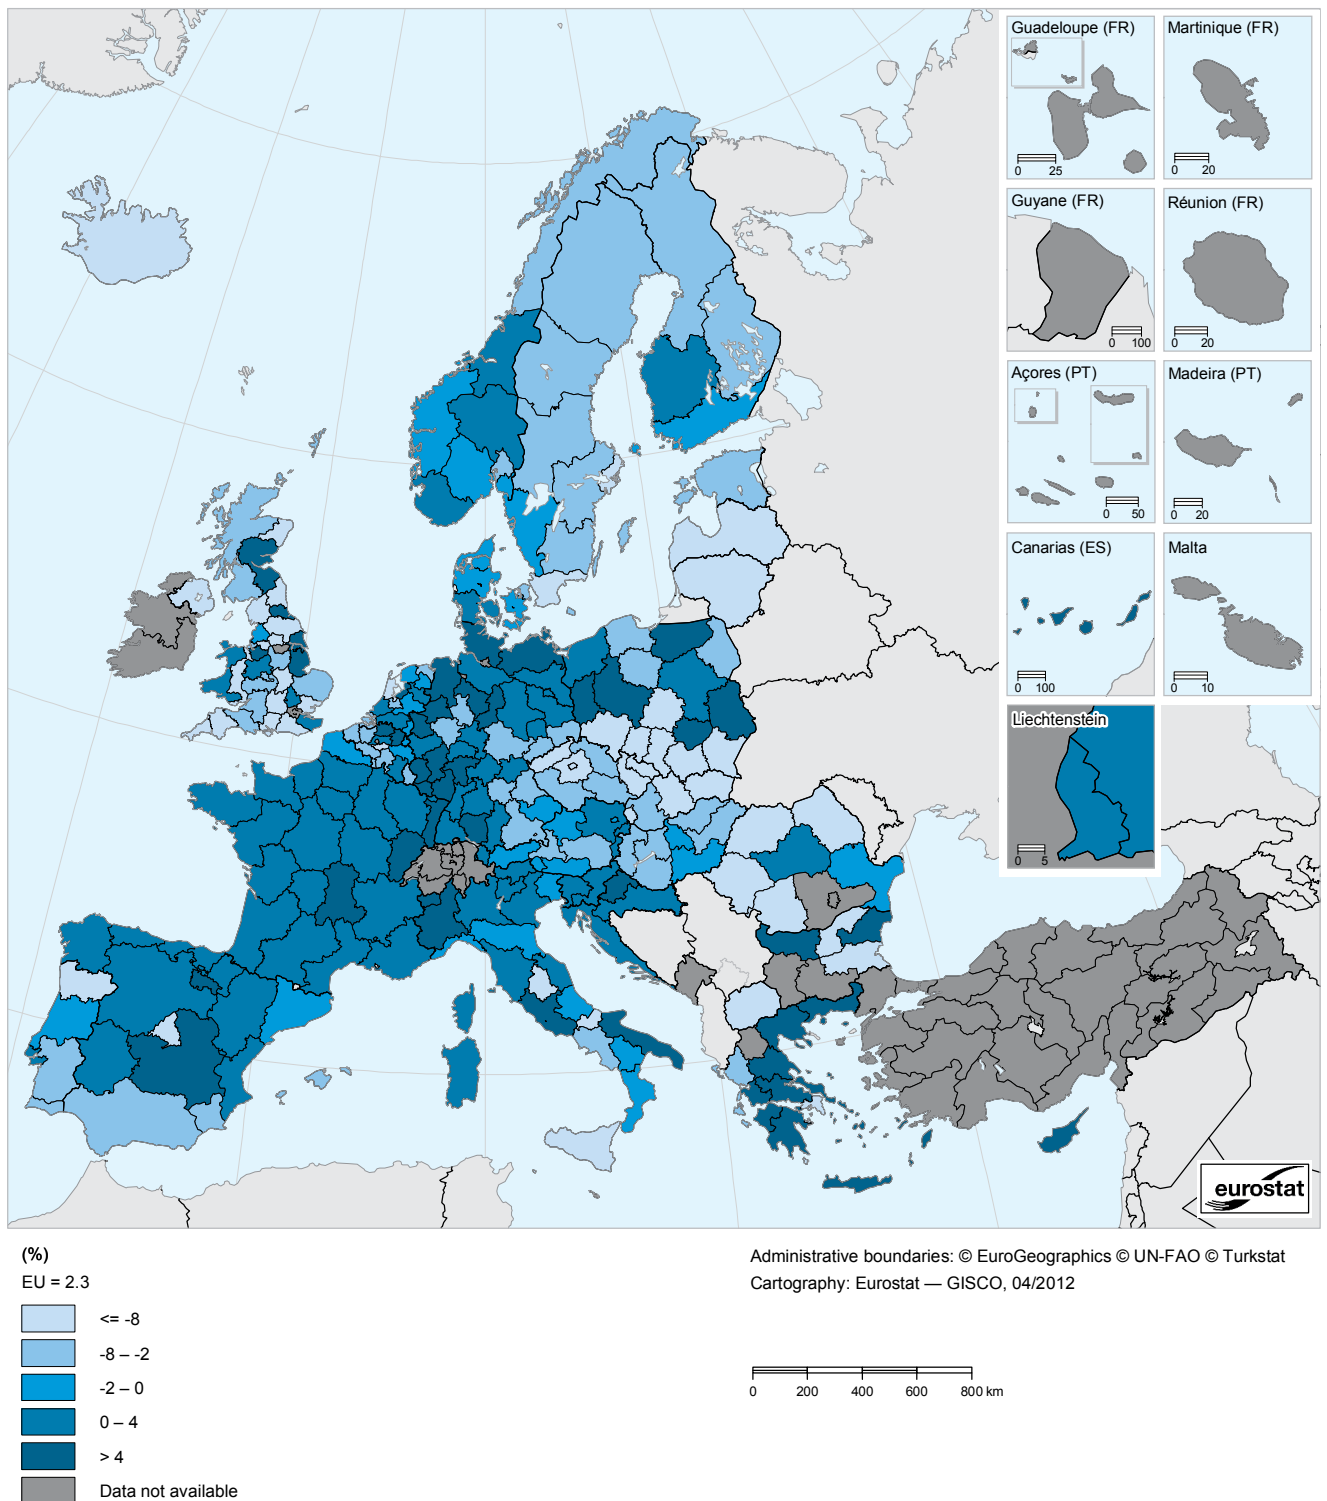 Guadeloupe (FR)
0 25
Martinique (FR)
0 20
Guyane (FR)
0 100
Réunion (FR)
0 20
Açores (PT)
0 50
Madeira (PT)
0 20
Canarias (ES)
0 100
Malta
0 10
Liechtenstein
0 5
eurostat
(%)
EU = 2.3
<= -8
-8 – -2
-2 – 0
0 – 4
> 4
Data not available
Administrative boundaries: © EuroGeographics © UN-FAO © Turkstat
Cartography: Eurostat — GISCO, 04/2012
0 200 400 600 800 km